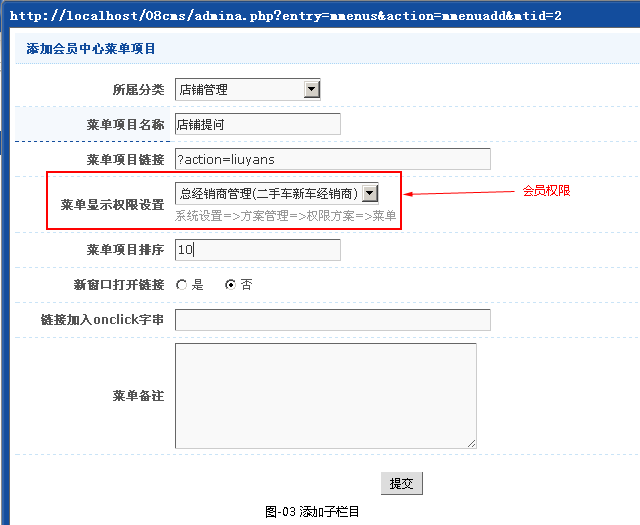 http://localhost/08cms/admina.php?entry=mmenus&action=mmenuadd&mtid=2
添加会员中心菜单项目
所属分类 店铺管理
菜单项目名称 店铺提问
菜单项目链接 ?action=liuyans
菜单显示权限设置 总经销商管理(二手车新车经销商) 会员权限
系统设置=>方案管理=>权限方案=>菜单
菜单项目排序 10
新窗口打开链接 是 否
链接加入onclick字串
菜单备注
提交
图-03 添加子栏目